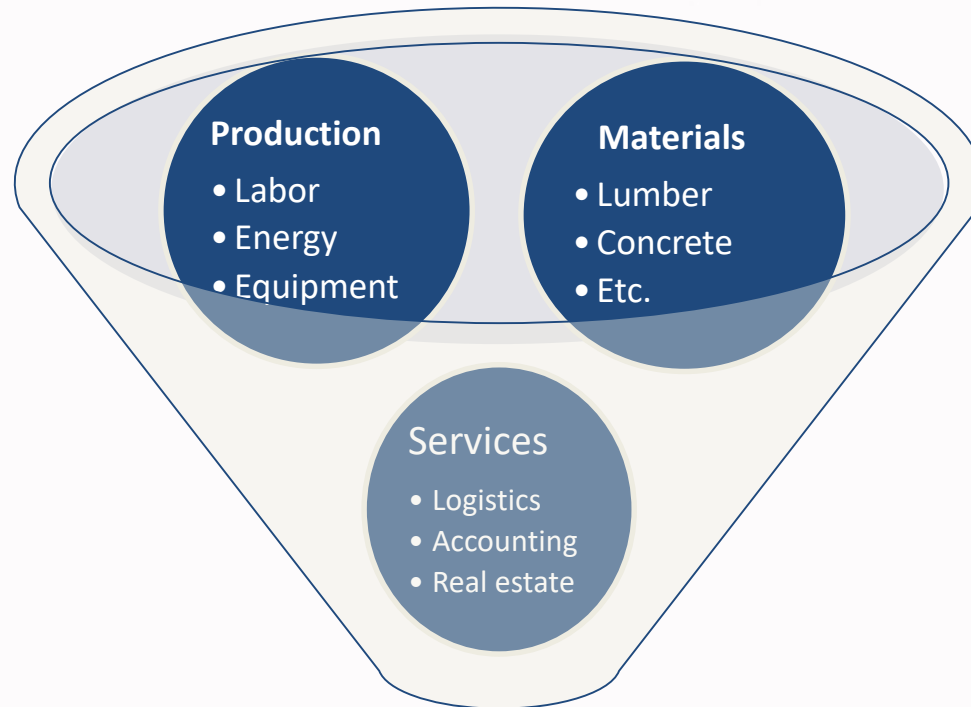 Production
• Labor
• Energy
• Equipment
Materials
• Lumber
• Concrete
• Etc.
Services
• Logistics
• Accounting
• Real estate